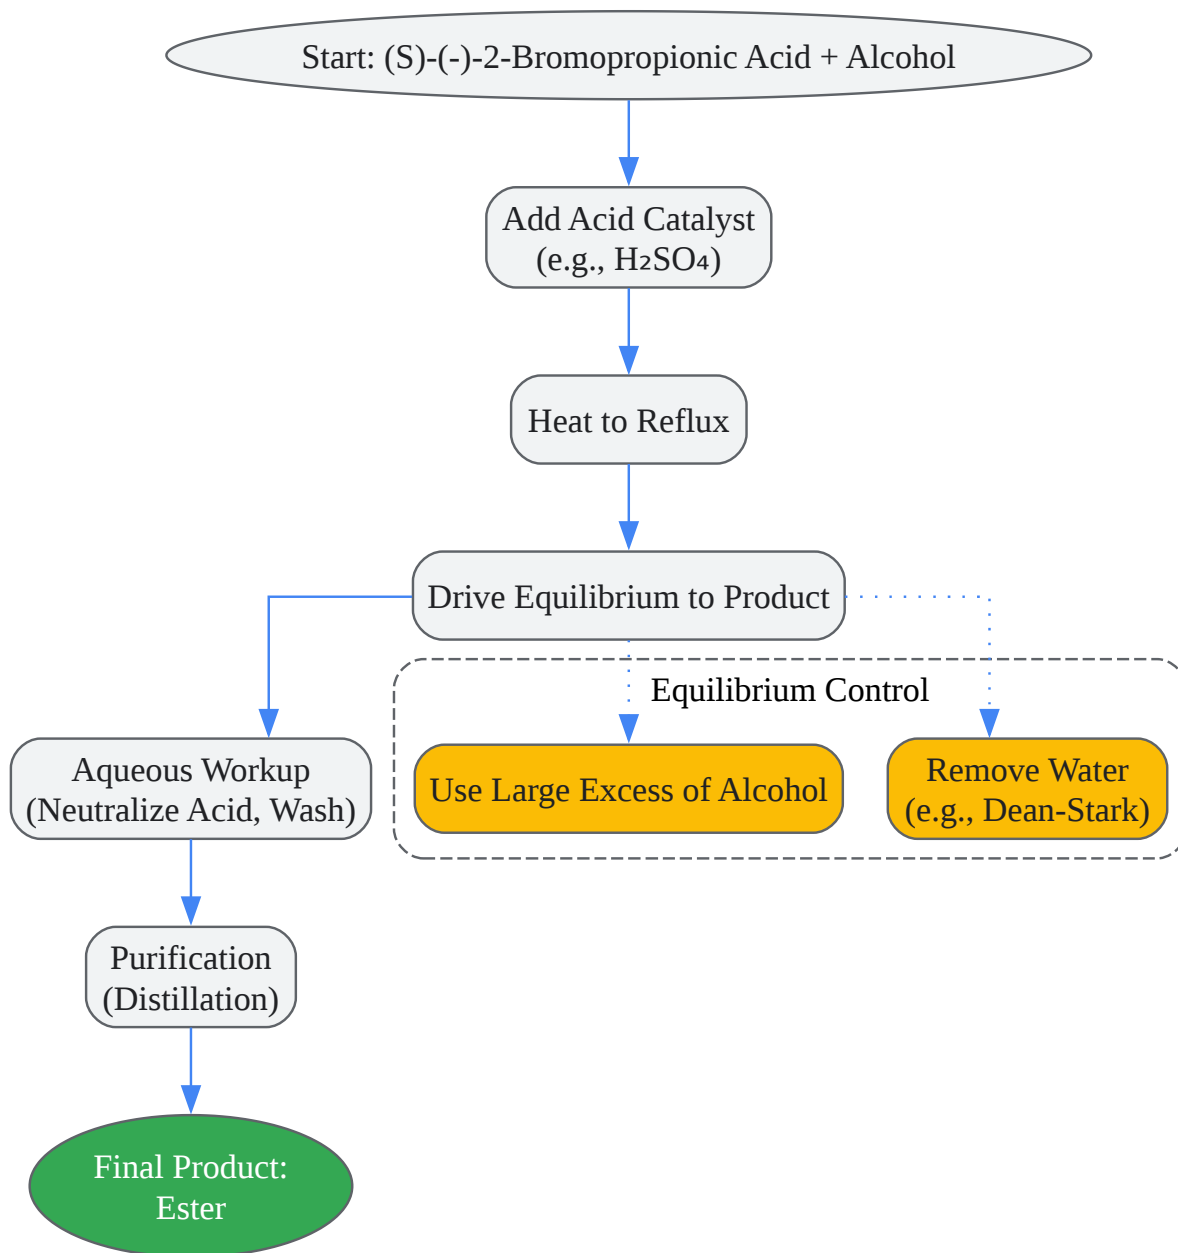 Start: (S)-(-)-2-Bromopropionic Acid + Alcohol
Add Acid Catalyst
(e.g., H₂SO₄)
Heat to Reflux
Drive Equilibrium to Product
Equilibrium Control
Aqueous Workup
(Neutralize Acid, Wash)
Use Large Excess of Alcohol
Remove Water
(e.g., Dean-Stark)
Purification
(Distillation)
Final Product:
Ester